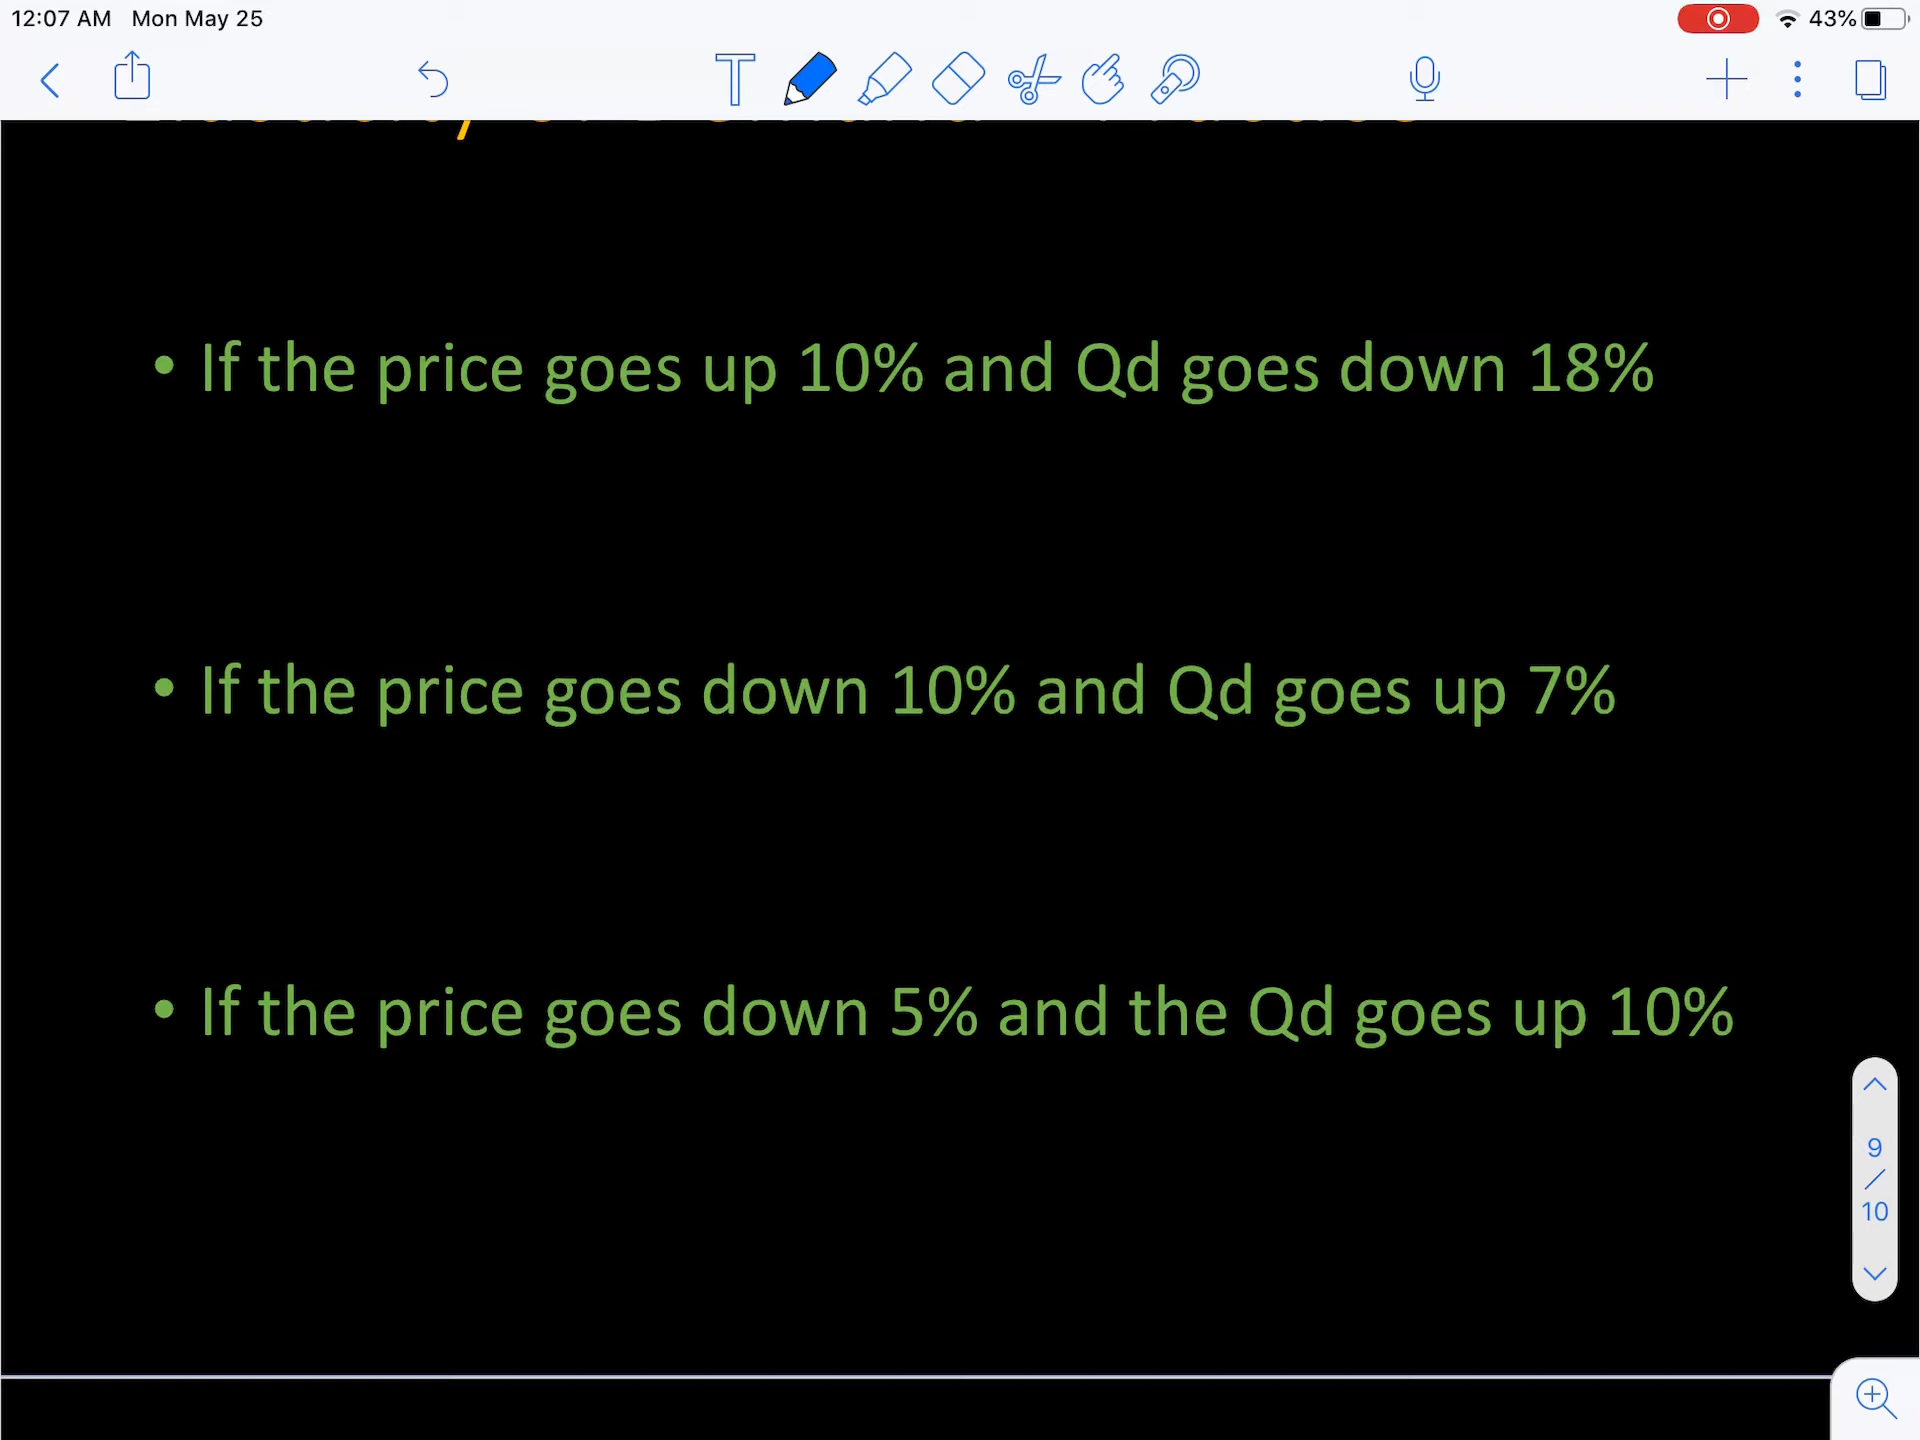 12:07 AM Mon May 25
43%
• If the price goes up 10% and Qd goes down 18%
• If the price goes down 10% and Qd goes up 7%
• If the price goes down 5% and the Qd goes up 10%
9
/
10